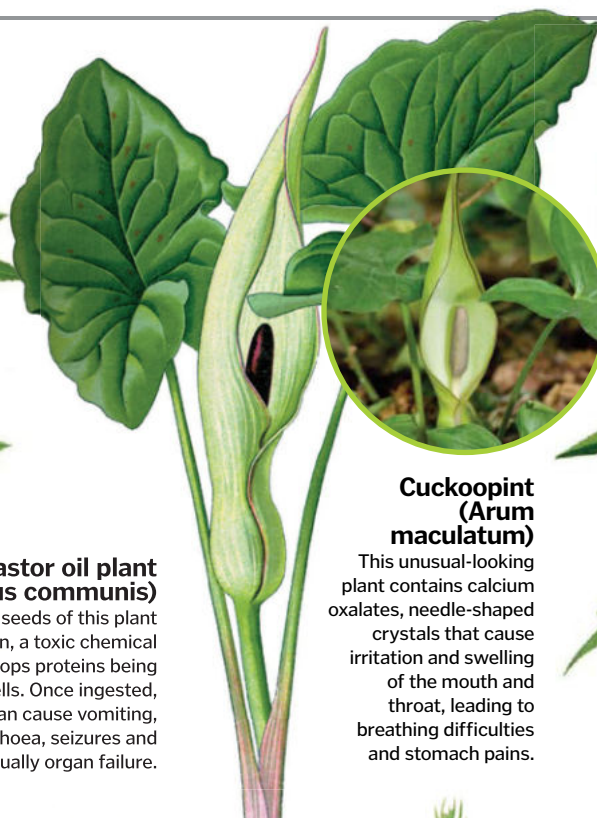 Cuckoopint
(Arum
maculatum)
This unusual-looking
plant contains calcium
oxalates, needle-shaped
crystals that cause
irritation and swelling
of the mouth and
throat, leading to
breathing difficulties
and stomach pains.
astor oil plant
us communis)
seeds of this plant
n, a toxic chemical
ops proteins being
lls. Once ingested,
an cause vomiting,
hoea, seizures and
ually organ failure.